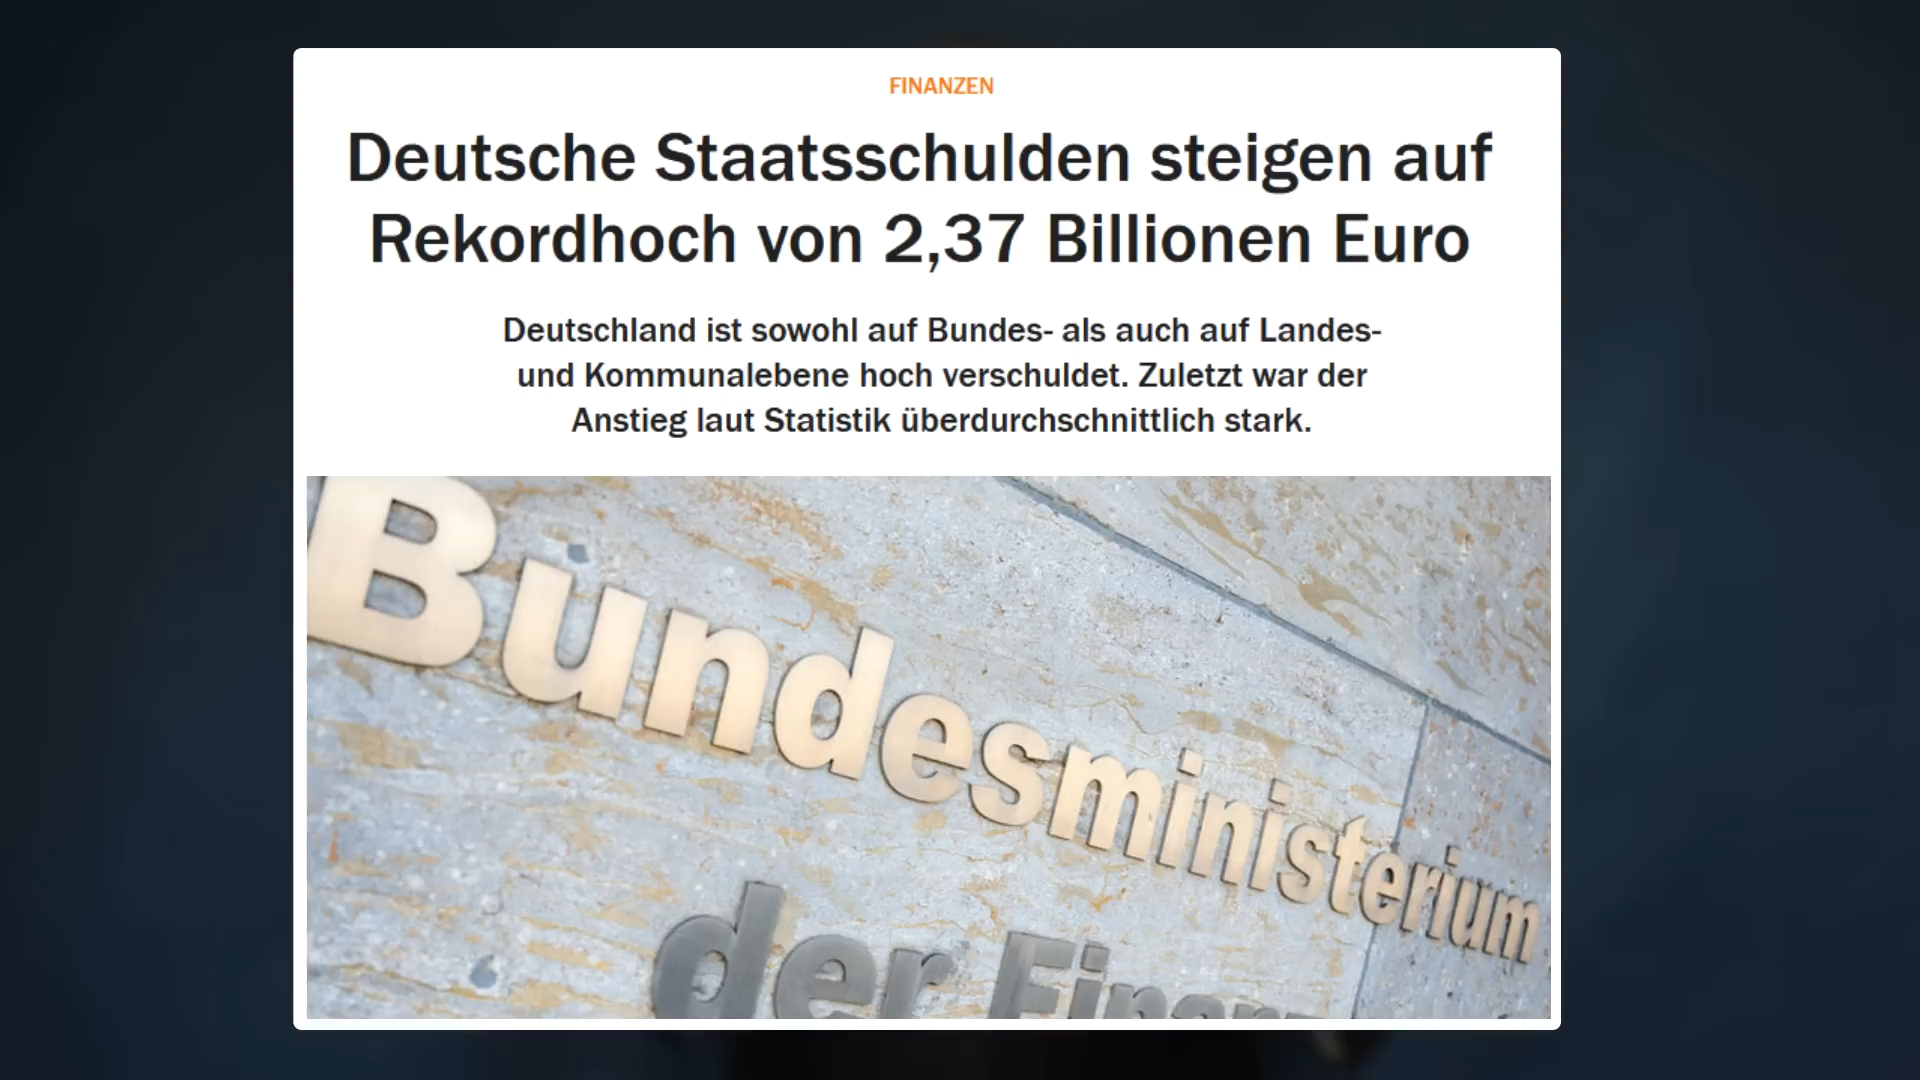 FINANZEN
Deutsche Staatsschulden steigen auf
Rekordhoch von 2,37 Billionen Euro
Deutschland ist sowohl auf Bundes- als auch auf Landes-
und Kommunalebene hoch verschuldet. Zuletzt war der
Anstieg laut Statistik überdurchschnittlich stark.
Bundesministerium
der Finan